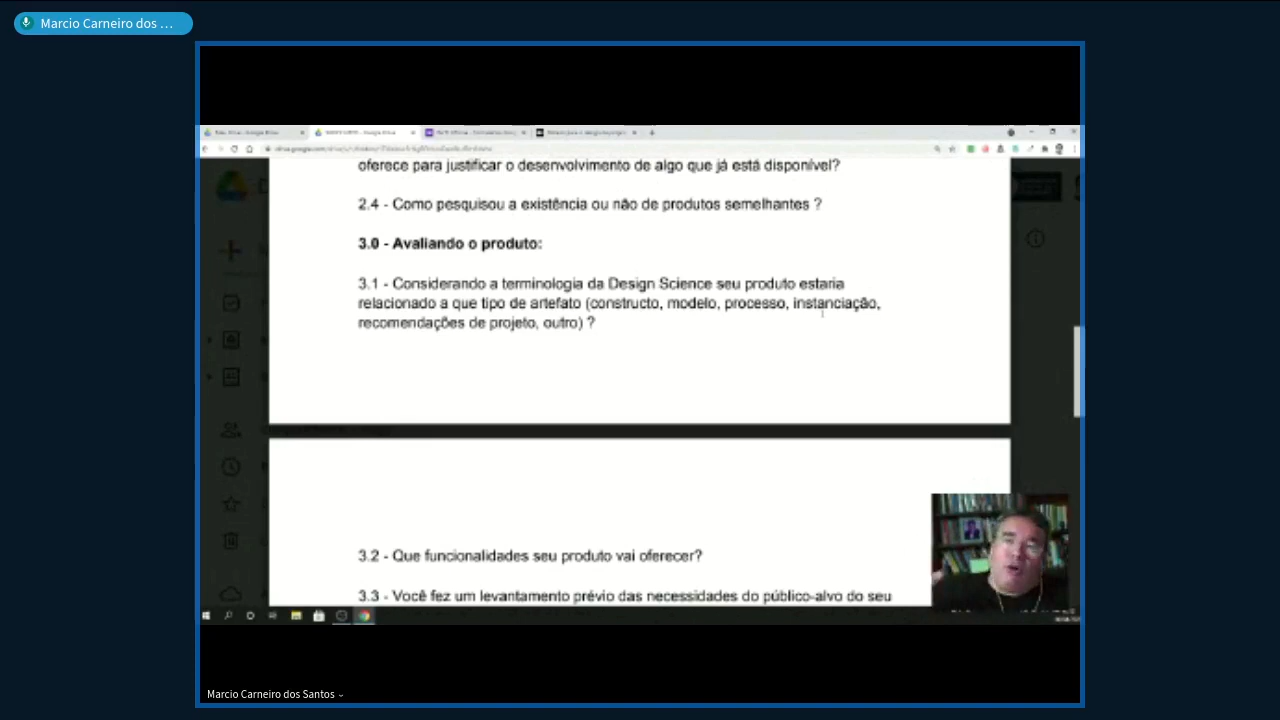 Marcio Carneiro dos ...
oferece para justificar o desenvolvimento de algo que já está disponível?
2.4 - Como pesquisou a existência ou não de produtos semelhantes ?
3.0 - Avaliando o produto:
3.1 - Considerando a terminologia da Design Science seu produto estaria
relacionado a que tipo de artefato (constructo, modelo, processo, instanciação,
recomendações de projeto, outro) ?
3.2 - Que funcionalidades seu produto vai oferecer?
3.3 - Você fez um levantamento prévio das necessidades do público-alvo do seu
Marcio Carneiro dos Santos